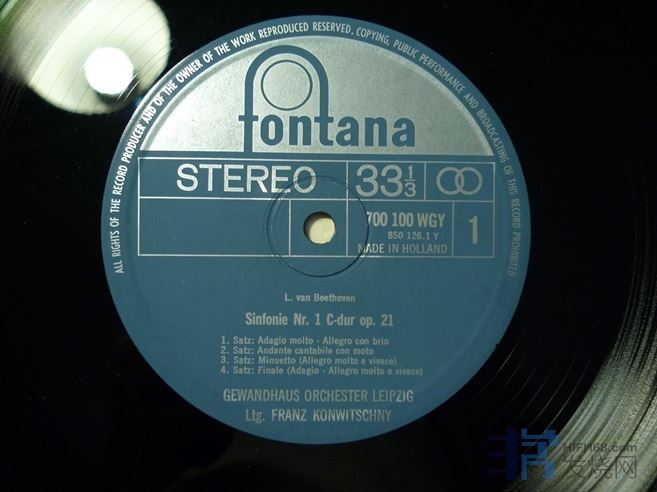 ALL RIGHTS OF THE RECORD PRODUCER AND OF THE OWNER OF THE WORK REPRODUCED RESERVED. COPYING, PUBLIC PERFORMANCE AND BROADCASTING OF THIS RECORD PROHIBITED
fontana
STEREO 33 1/3
700 100 WGY 1
850 126.1 Y
MADE IN HOLLAND
L. van Beethoven
Sinfonie Nr. 1 C-dur op. 21
1. Satz: Adagio molto - Allegro con brio
2. Satz: Andante cantabile con moto
3. Satz: Minuetto (Allegro molto e vivace)
4. Satz: Finale (Adagio - Allegro molto e vivace)
GEWANDHAUS ORCHESTER LEIPZIG
Ltg. FRANZ KONWITSCHNY
HIFI168.com
发烧网